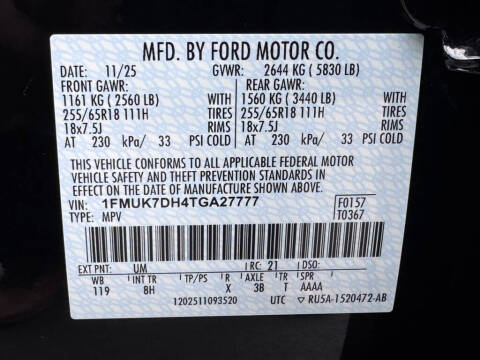 MFD. BY FORD MOTOR CO.
DATE: 11/25 GVWR: 2644 KG (5830 LB)
FRONT GAWR: REAR GAWR:
1161 KG (2560 LB) WITH 1560 KG (3440 LB) WITH
255/65R18 111H TIRES 255/65R18 111H TIRES
18x7.5J RIMS 18x7.5J RIMS
AT 230 kPa/ 33 PSI COLD AT 230 kPa/ 33 PSI COLD
THIS VEHICLE CONFORMS TO ALL APPLICABLE FEDERAL MOTOR
VEHICLE SAFETY BUMPER, AND THEFT PREVENTION STANDARDS IN
EFFECT ON THE DATE OF MANUFACTURE SHOWN ABOVE.
VIN: 1FMUK7DH4TGA27777 F0157
TYPE: MPV T0367
EXT PNT: UM RC: 21 DSO:
WB INT TR TP/PS R AXLE TR SPR
119 8H X 3B T AAAA
1202511093520 UTC ▽ RU5A-1520472-AB